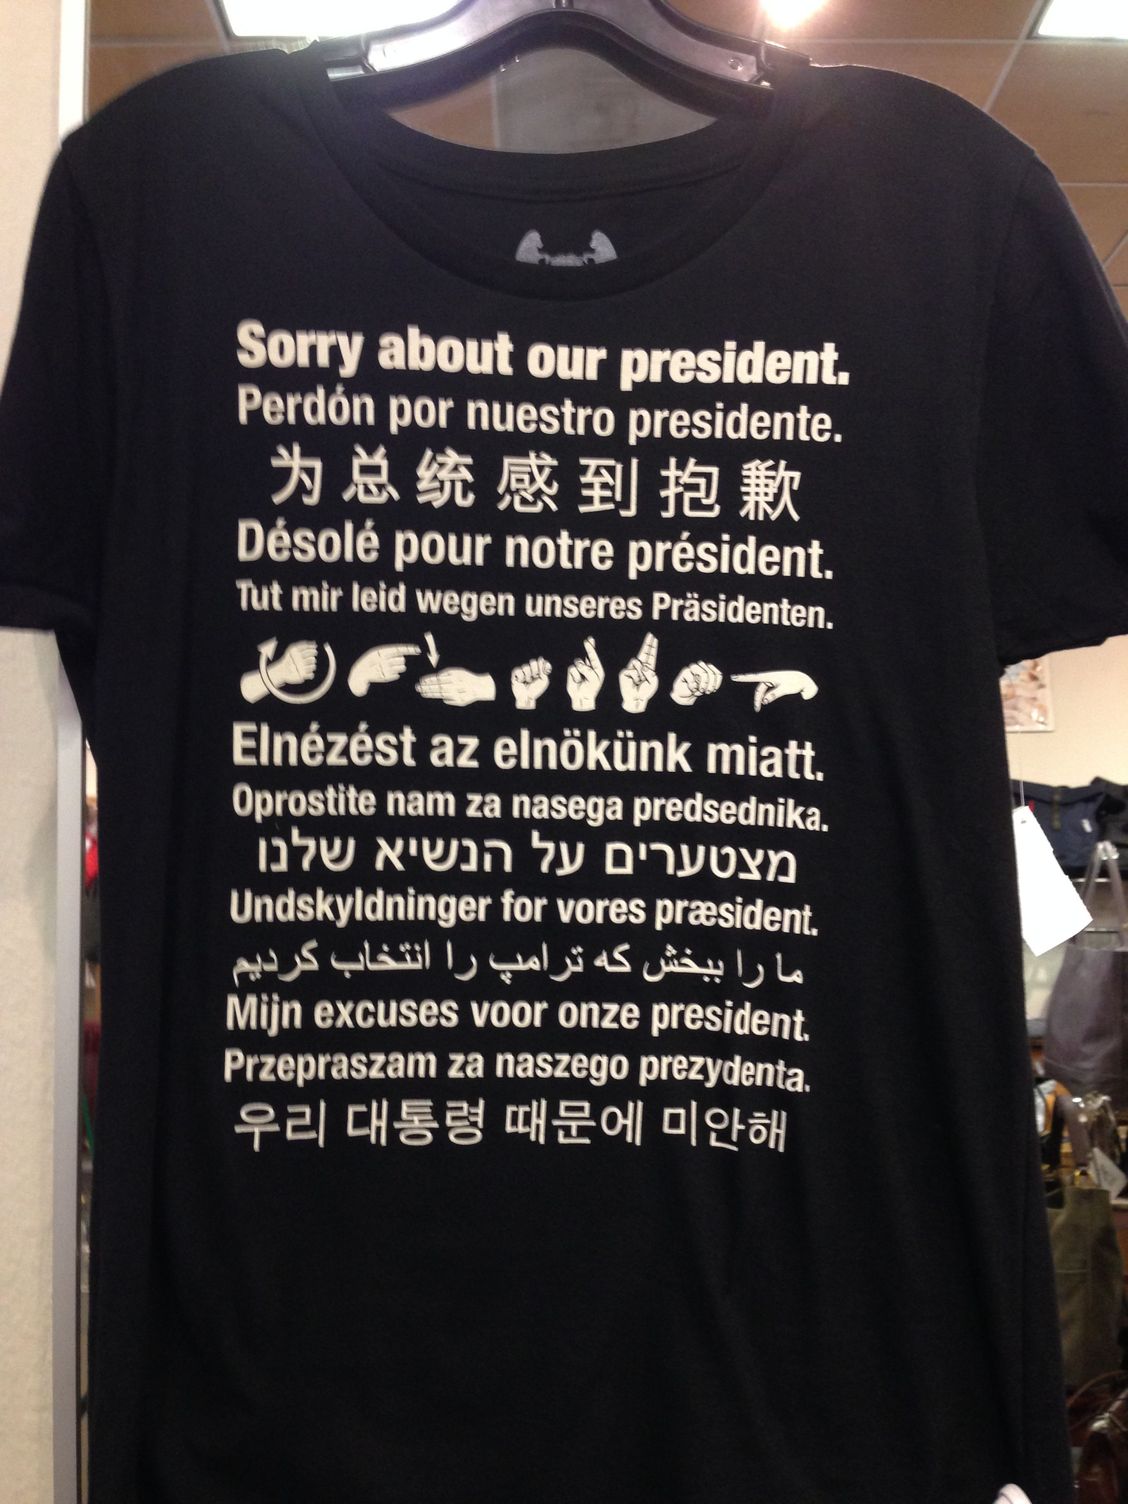 Sorry about our president.
Perdón por nuestro presidente.
为总统感到抱歉
Désolé pour notre président.
Tut mir leid wegen unseres Präsidenten.
Elnézést az elnökünk miatt.
Oprostite nam za nasega predsednika.
מצטערים על הנשיא שלנו
Undskyldninger for vores præsident.
ما را ببخش که ترامپ را انتخاب کردیم
Mijn excuses voor onze president.
Przepraszam za naszego prezydenta.
우리 대통령 때문에 미안해